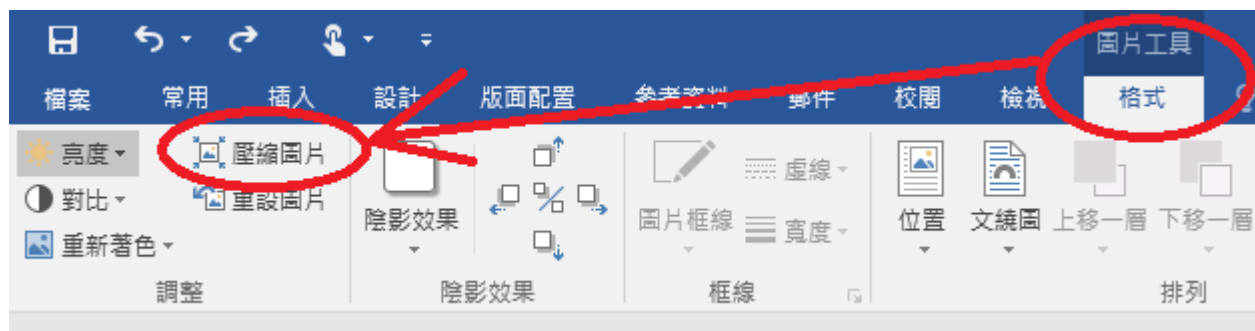 圖片工具
檔案 常用 插入 設計 版面配置 參考資料 郵件 校閱 檢視 格式
亮度 壓縮圖片
對比 重設圖片
重新著色
陰影效果
圖片框線
虛線
寬度
位置 文繞圖 上移一層 下移一層
調整 陰影效果 框線 排列